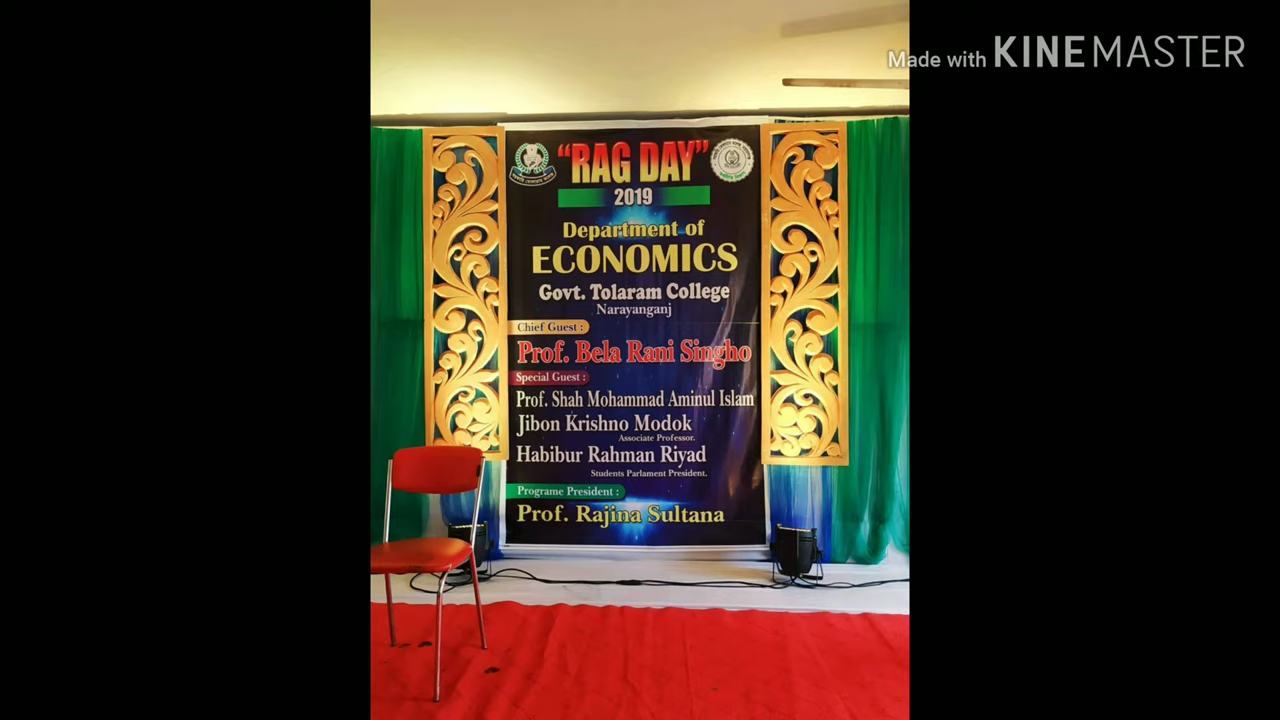 Made with KINEMASTER
"RAG DAY"
2019
Department of
ECONOMICS
Govt. Tolaram College
Narayanganj
Chief Guest :
Prof. Bela Rani Singho
Special Guest :
Prof. Shah Mohammad Aminul Islam
Jibon Krishno Modok
Associate Professor.
Habibur Rahman Riyad
Students Parlament President.
Programe President :
Prof. Rajina Sultana